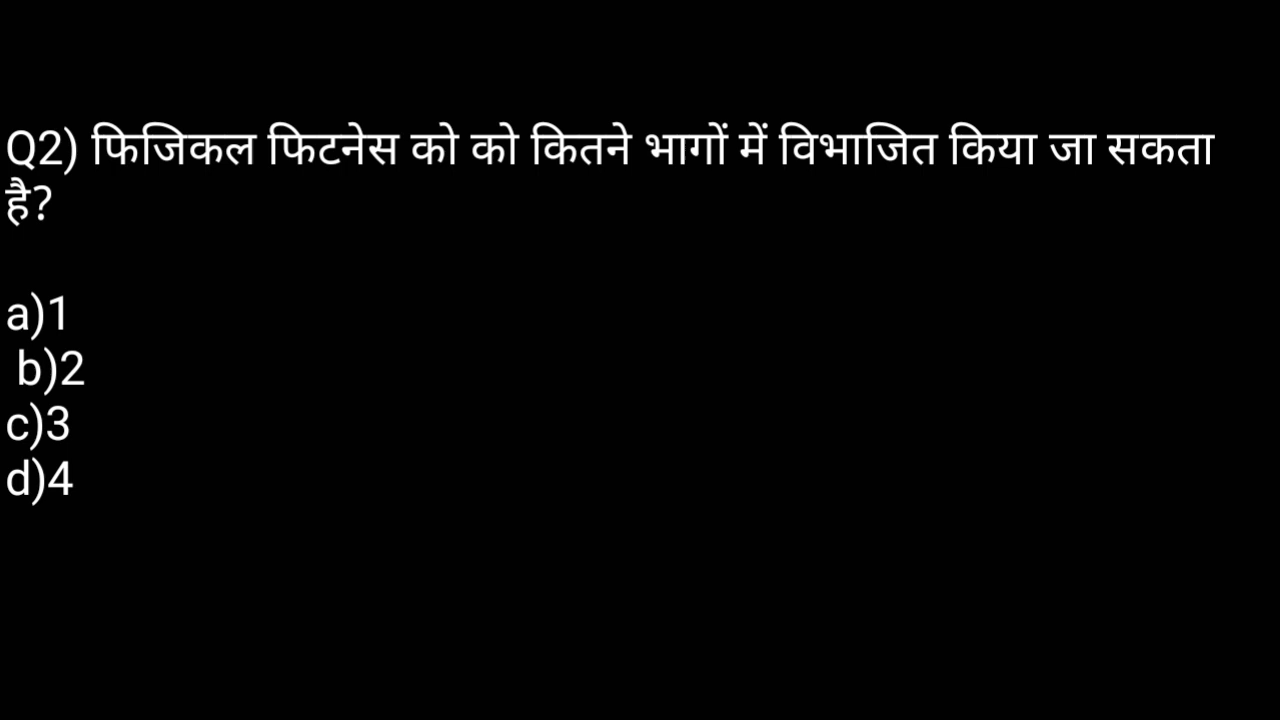 Q2) फिजिकल फिटनेस को को कितने भागों में विभाजित किया जा सकता
है?
a)1
b)2
c)3
d)4